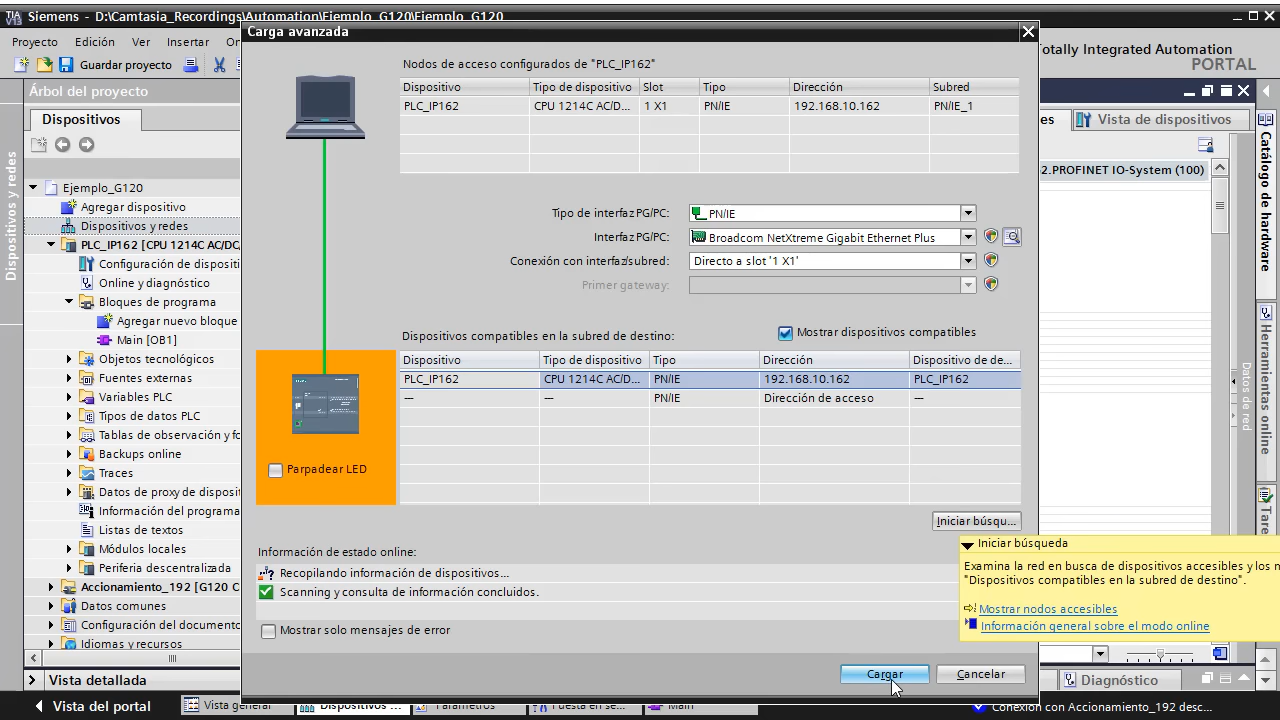 Siemens - D:\Camtasia_Recordings\Automation\Ejemplo_G120\Ejemplo_G120
Proyecto Edición Ver Insertar
Guardar proyecto
Totally Integrated Automation
PORTAL
Árbol del proyecto
Dispositivos
Dispositivos y redes
Ejemplo_G120
Agregar dispositivo
Dispositivos y redes
PLC_IP162 [CPU 1214C AC/DC/
Configuración de dispositi
Online y diagnóstico
Bloques de programa
Agregar nuevo bloque
Main [OB1]
Objetos tecnológicos
Fuentes externas
Variables PLC
Tipos de datos PLC
Tablas de observación y fo
Backups online
Traces
Datos de proxy de disposit
Información del programa
Listas de textos
Módulos locales
Periferia descentralizada
Accionamiento_192 [G120 C
Datos comunes
Configuración del documento
Idiomas y recursos
Vista detallada
Vista del portal
Vista general
Dispositivos ...
Parámetros
Puesta en se...
Main
Carga avanzada
Nodos de acceso configurados de "PLC_IP162"
Dispositivo Tipo de dispositivo Slot Tipo Dirección Subred
PLC_IP162 CPU 1214C AC/D... 1 X1 PN/IE 192.168.10.162 PN/IE_1
Tipo de interfaz PG/PC: PN/IE
Interfaz PG/PC: Broadcom NetXtreme Gigabit Ethernet Plus
Conexión con interfaz/subred: Directo a slot '1 X1'
Primer gateway:
Dispositivos compatibles en la subred de destino: Mostrar dispositivos compatibles
Dispositivo Tipo de dispositivo Tipo Dirección Dispositivo de de...
PLC_IP162 CPU 1214C AC/D... PN/IE 192.168.10.162 PLC_IP162
— — PN/IE Dirección de acceso —
Parpadear LED
Iniciar búsqu...
Información de estado online:
Recopilando información de dispositivos...
Scanning y consulta de información concluidos.
Mostrar solo mensajes de error
Cargar Cancelar
Iniciar búsqueda
Examina la red en busca de dispositivos accesibles y los m
"Dispositivos compatibles en la subred de destino".
Mostrar nodos accesibles
Información general sobre el modo online
es Vista de dispositivos
2.PROFINET IO-System (100)
Datos de red
Catálogo de hardware
Herramientas online
Tare
Diagnóstico
Conexión con Accionamiento_192 desc...